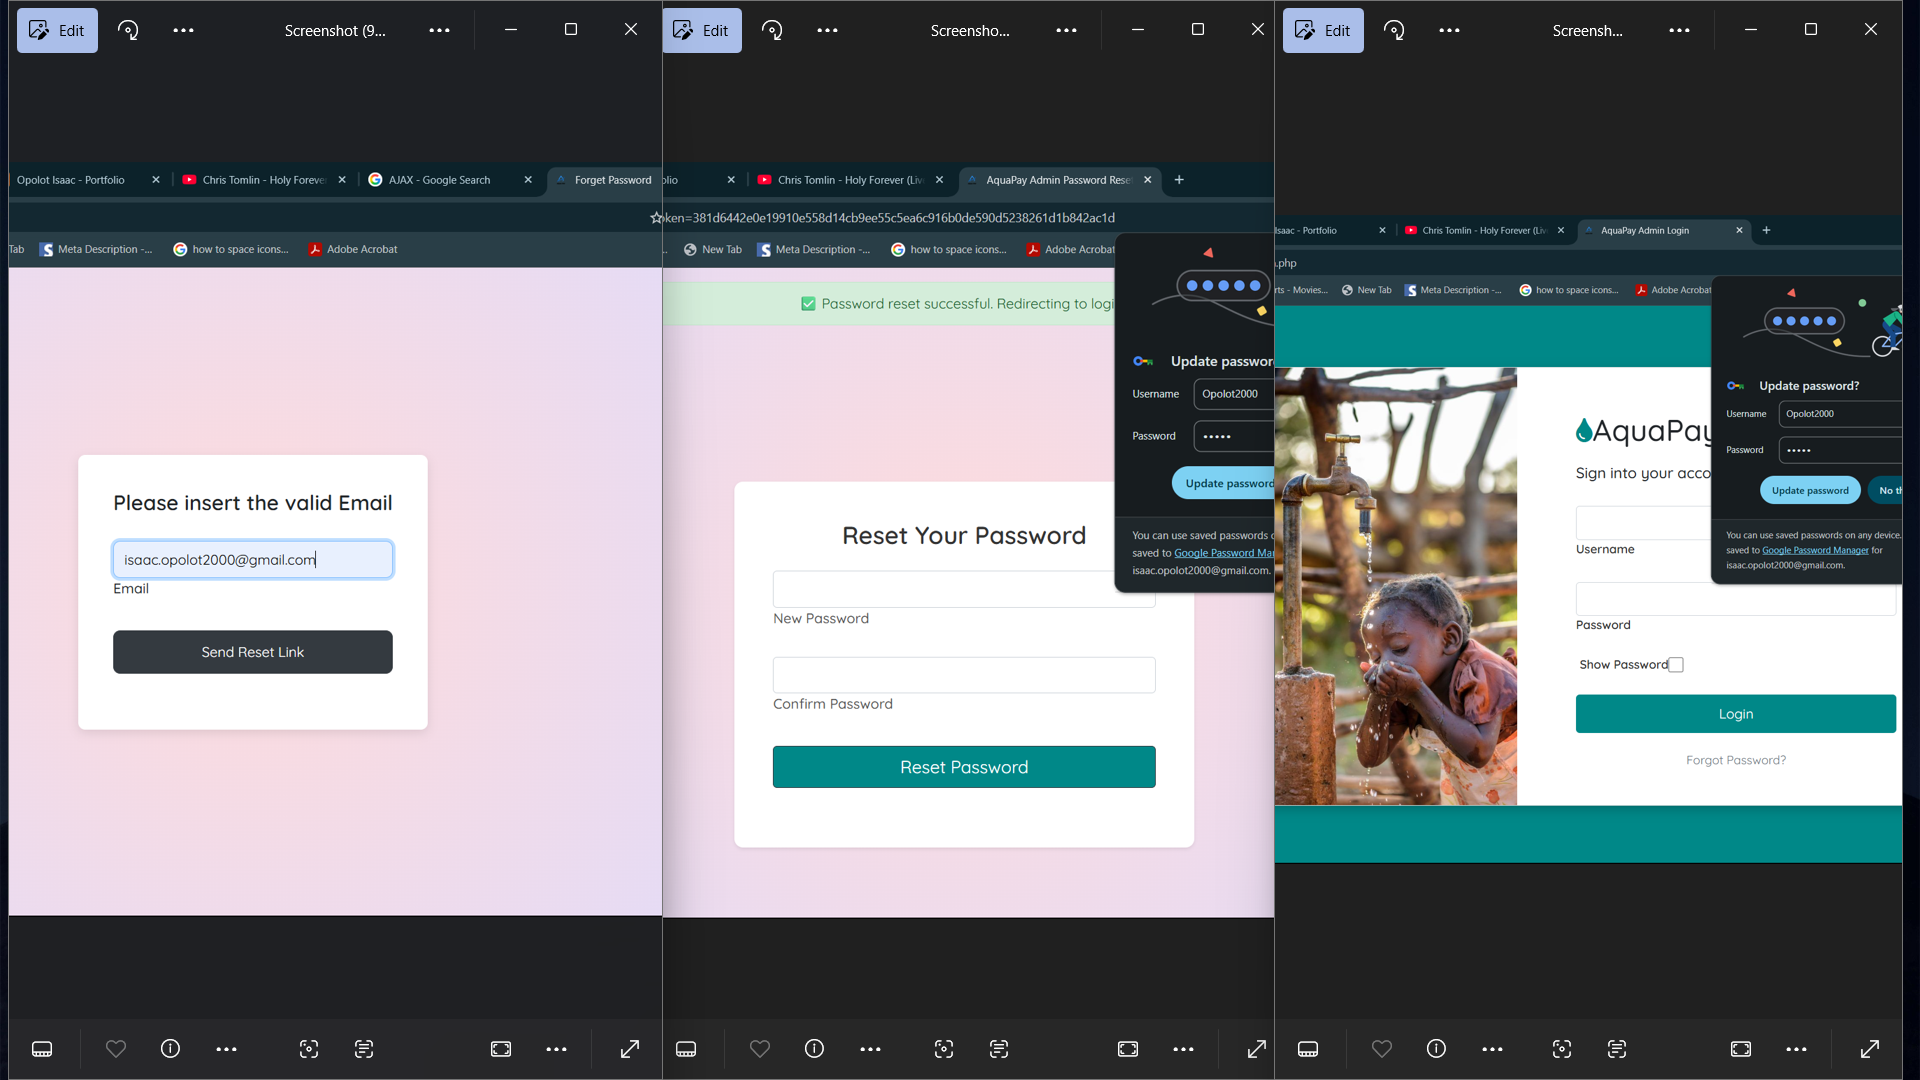 Edit
Screenshot (9...
Opolot Isaac - Portfolio
Chris Tomlin - Holy Foreve
AJAX - Google Search
Forget Password
Tab
Meta Description -...
how to space icons...
Adobe Acrobat
Please insert the valid Email
isaac.opolot2000@gmail.com
Email
Send Reset Link
Edit
Screensho...
olio
Chris Tomlin - Holy Forever (Liv
AquaPay Admin Password Rese
ken=381d6442e0e19910e558d14cb9ee55c5ea6c916b0de590d5238261d1b842ac1d
...
New Tab
Meta Description -...
how to space icons...
Adobe Acrobat
✅ Password reset successful. Redirecting to logi
Update password
Username
Opolot2000
Password
•••••
Update password
You can use saved passwords o
saved to Google Password Man
isaac.opolot2000@gmail.com.
Reset Your Password
New Password
Confirm Password
Reset Password
Edit
Screensh...
Isaac - Portfolio
Chris Tomlin - Holy Forever (Liv
AquaPay Admin Login
.php
rts - Movies...
New Tab
Meta Description -...
how to space icons...
Adobe Acrobat
Update password?
Username
Opolot2000
Password
•••••
Update password
No th
You can use saved passwords on any device.
saved to Google Password Manager for
isaac.opolot2000@gmail.com.
AquaPay
Sign into your acco
Username
Password
Show Password
Login
Forgot Password?